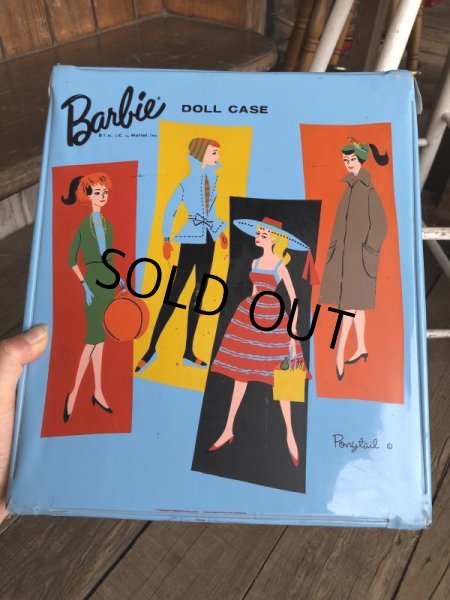 Barbie® DOLL CASE
SOLD OUT
Ponytail ©